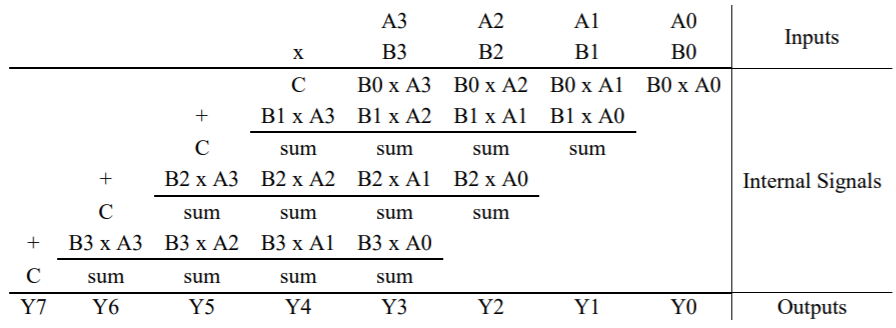 A3 A2 A1 A0
Inputs
x B3 B2 B1 B0
C B0 x A3 B0 x A2 B0 x A1 B0 x A0
+ B1 x A3 B1 x A2 B1 x A1 B1 x A0
C sum sum sum sum
+ B2 x A3 B2 x A2 B2 x A1 B2 x A0 Internal Signals
C sum sum sum sum
+ B3 x A3 B3 x A2 B3 x A1 B3 x A0
C sum sum sum sum
Y7 Y6 Y5 Y4 Y3 Y2 Y1 Y0 Outputs